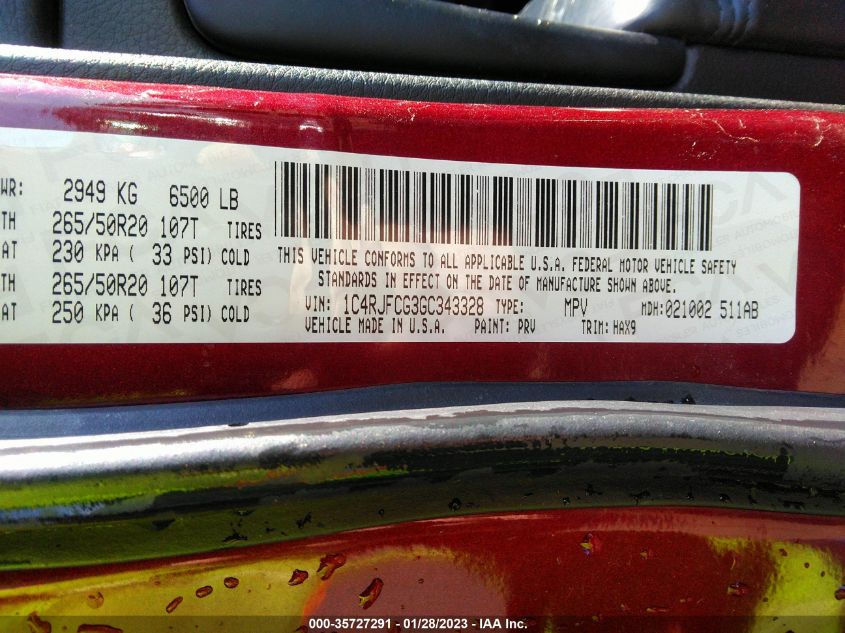 WR: 2949 KG 6500 LB
TH 265/50R20 107T TIRES
AT 230 KPA ( 33 PSI) COLD
TH 265/50R20 107T TIRES
AT 250 KPA ( 36 PSI) COLD
THIS VEHICLE CONFORMS TO ALL APPLICABLE U.S.A. FEDERAL MOTOR VEHICLE SAFETY
STANDARDS IN EFFECT ON THE DATE OF MANUFACTURE SHOWN ABOVE.
VIN: 1C4RJFCG3GC343328 TYPE: MPV MDH:021002 511AB
VEHICLE MADE IN U.S.A. PAINT: PRV TRIM: HAX9
000-35727291 - 01/28/2023 - IAA Inc.